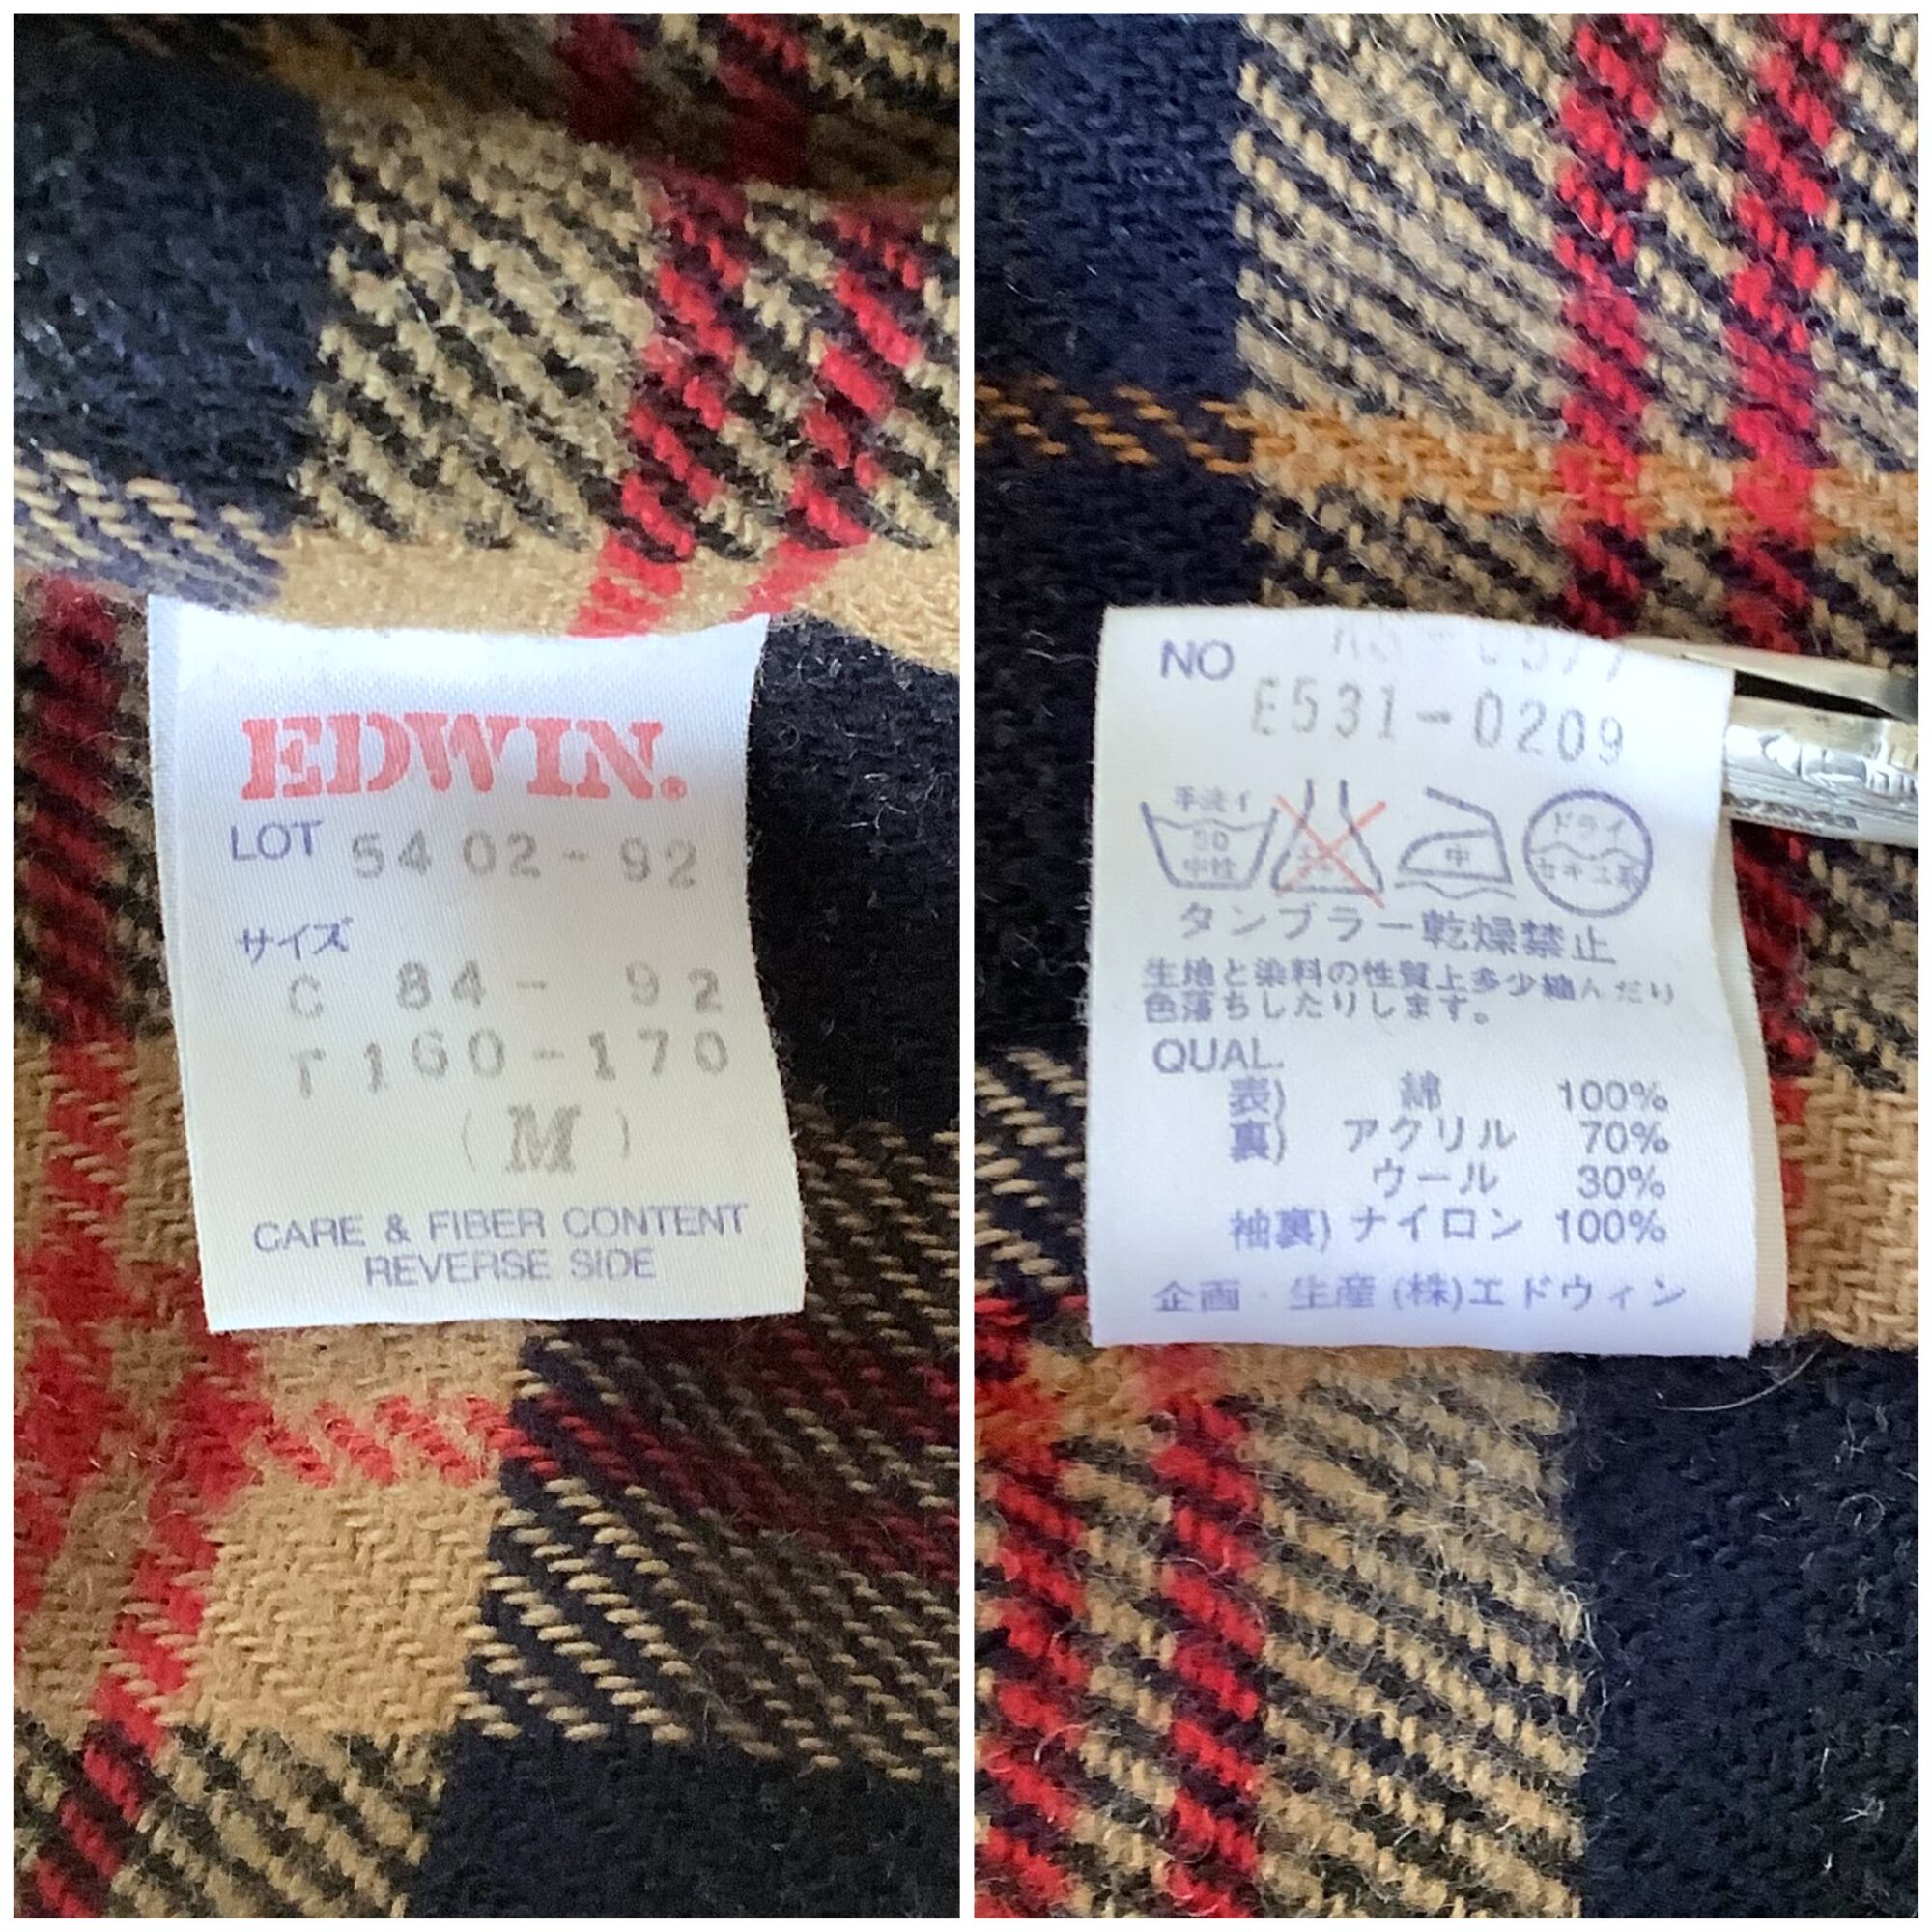 EDWIN®
LOT 5402-92
サイズ
C 84- 92
T 160-170
(M)
CARE & FIBER CONTENT
REVERSE SIDE
NO
E531-0209
手洗イ
30
中性
中
ドライ
セキユ系
タンブラー乾燥禁止
生地と染料の性質上多少縮んだり
色落ちしたりします。
QUAL.
表) 綿 100%
裏) アクリル 70%
ウール 30%
袖裏) ナイロン 100%
企画・生産(株)エドウィン